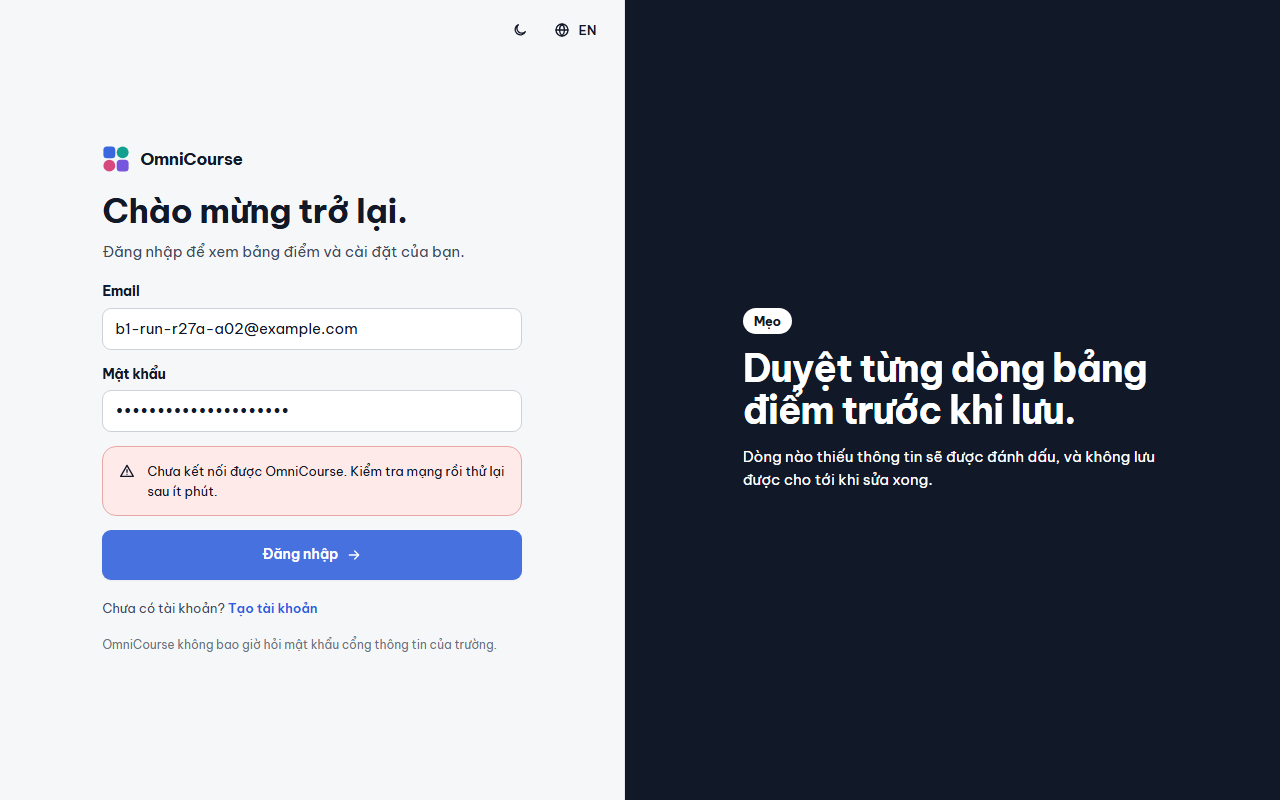 EN
OmniCourse
Chào mừng trở lại.
Đăng nhập để xem bảng điểm và cài đặt của bạn.
Email
b1-run-r27a-a02@example.com
Mật khẩu
•••••••••••••••••••••
Chưa kết nối được OmniCourse. Kiểm tra mạng rồi thử lại
sau ít phút.
Đăng nhập →
Chưa có tài khoản? Tạo tài khoản
OmniCourse không bao giờ hỏi mật khẩu cổng thông tin của trường.
Mẹo
Duyệt từng dòng bảng
điểm trước khi lưu.
Dòng nào thiếu thông tin sẽ được đánh dấu, và không lưu
được cho tới khi sửa xong.